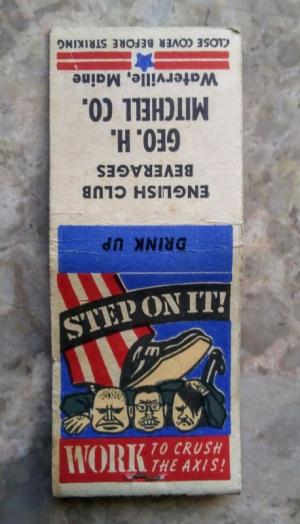 CLOSE COVER BEFORE STRIKING
Waterville, Maine
MITCHELL CO.
GEO. H.
BEVERAGES
ENGLISH CLUB
DRINK UP
STEP ON IT!
WORK TO CRUSH
THE AXIS!